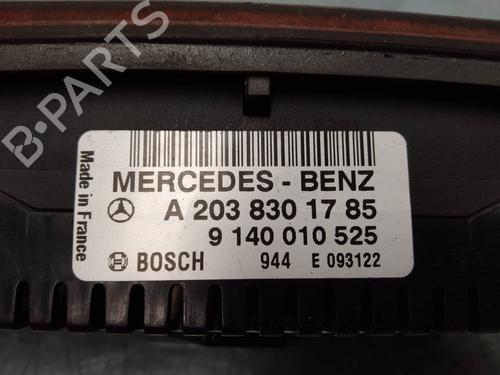 B-PARTS
Made in France
MERCEDES - BENZ
A 203 830 17 85
9 140 010 525
BOSCH 944 E 093122